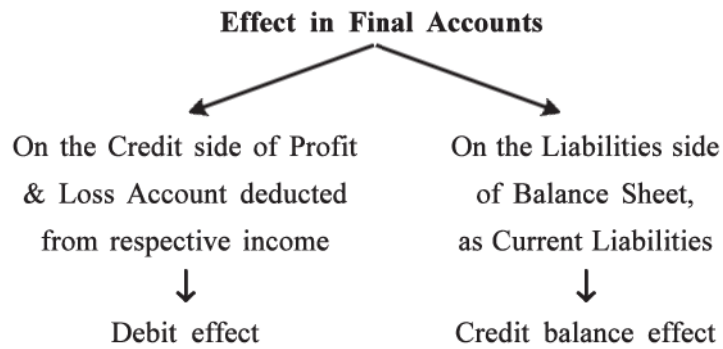 Effect in Final Accounts
On the Credit side of Profit
& Loss Account deducted
from respective income
Debit effect
On the Liabilities side
of Balance Sheet,
as Current Liabilities
Credit balance effect